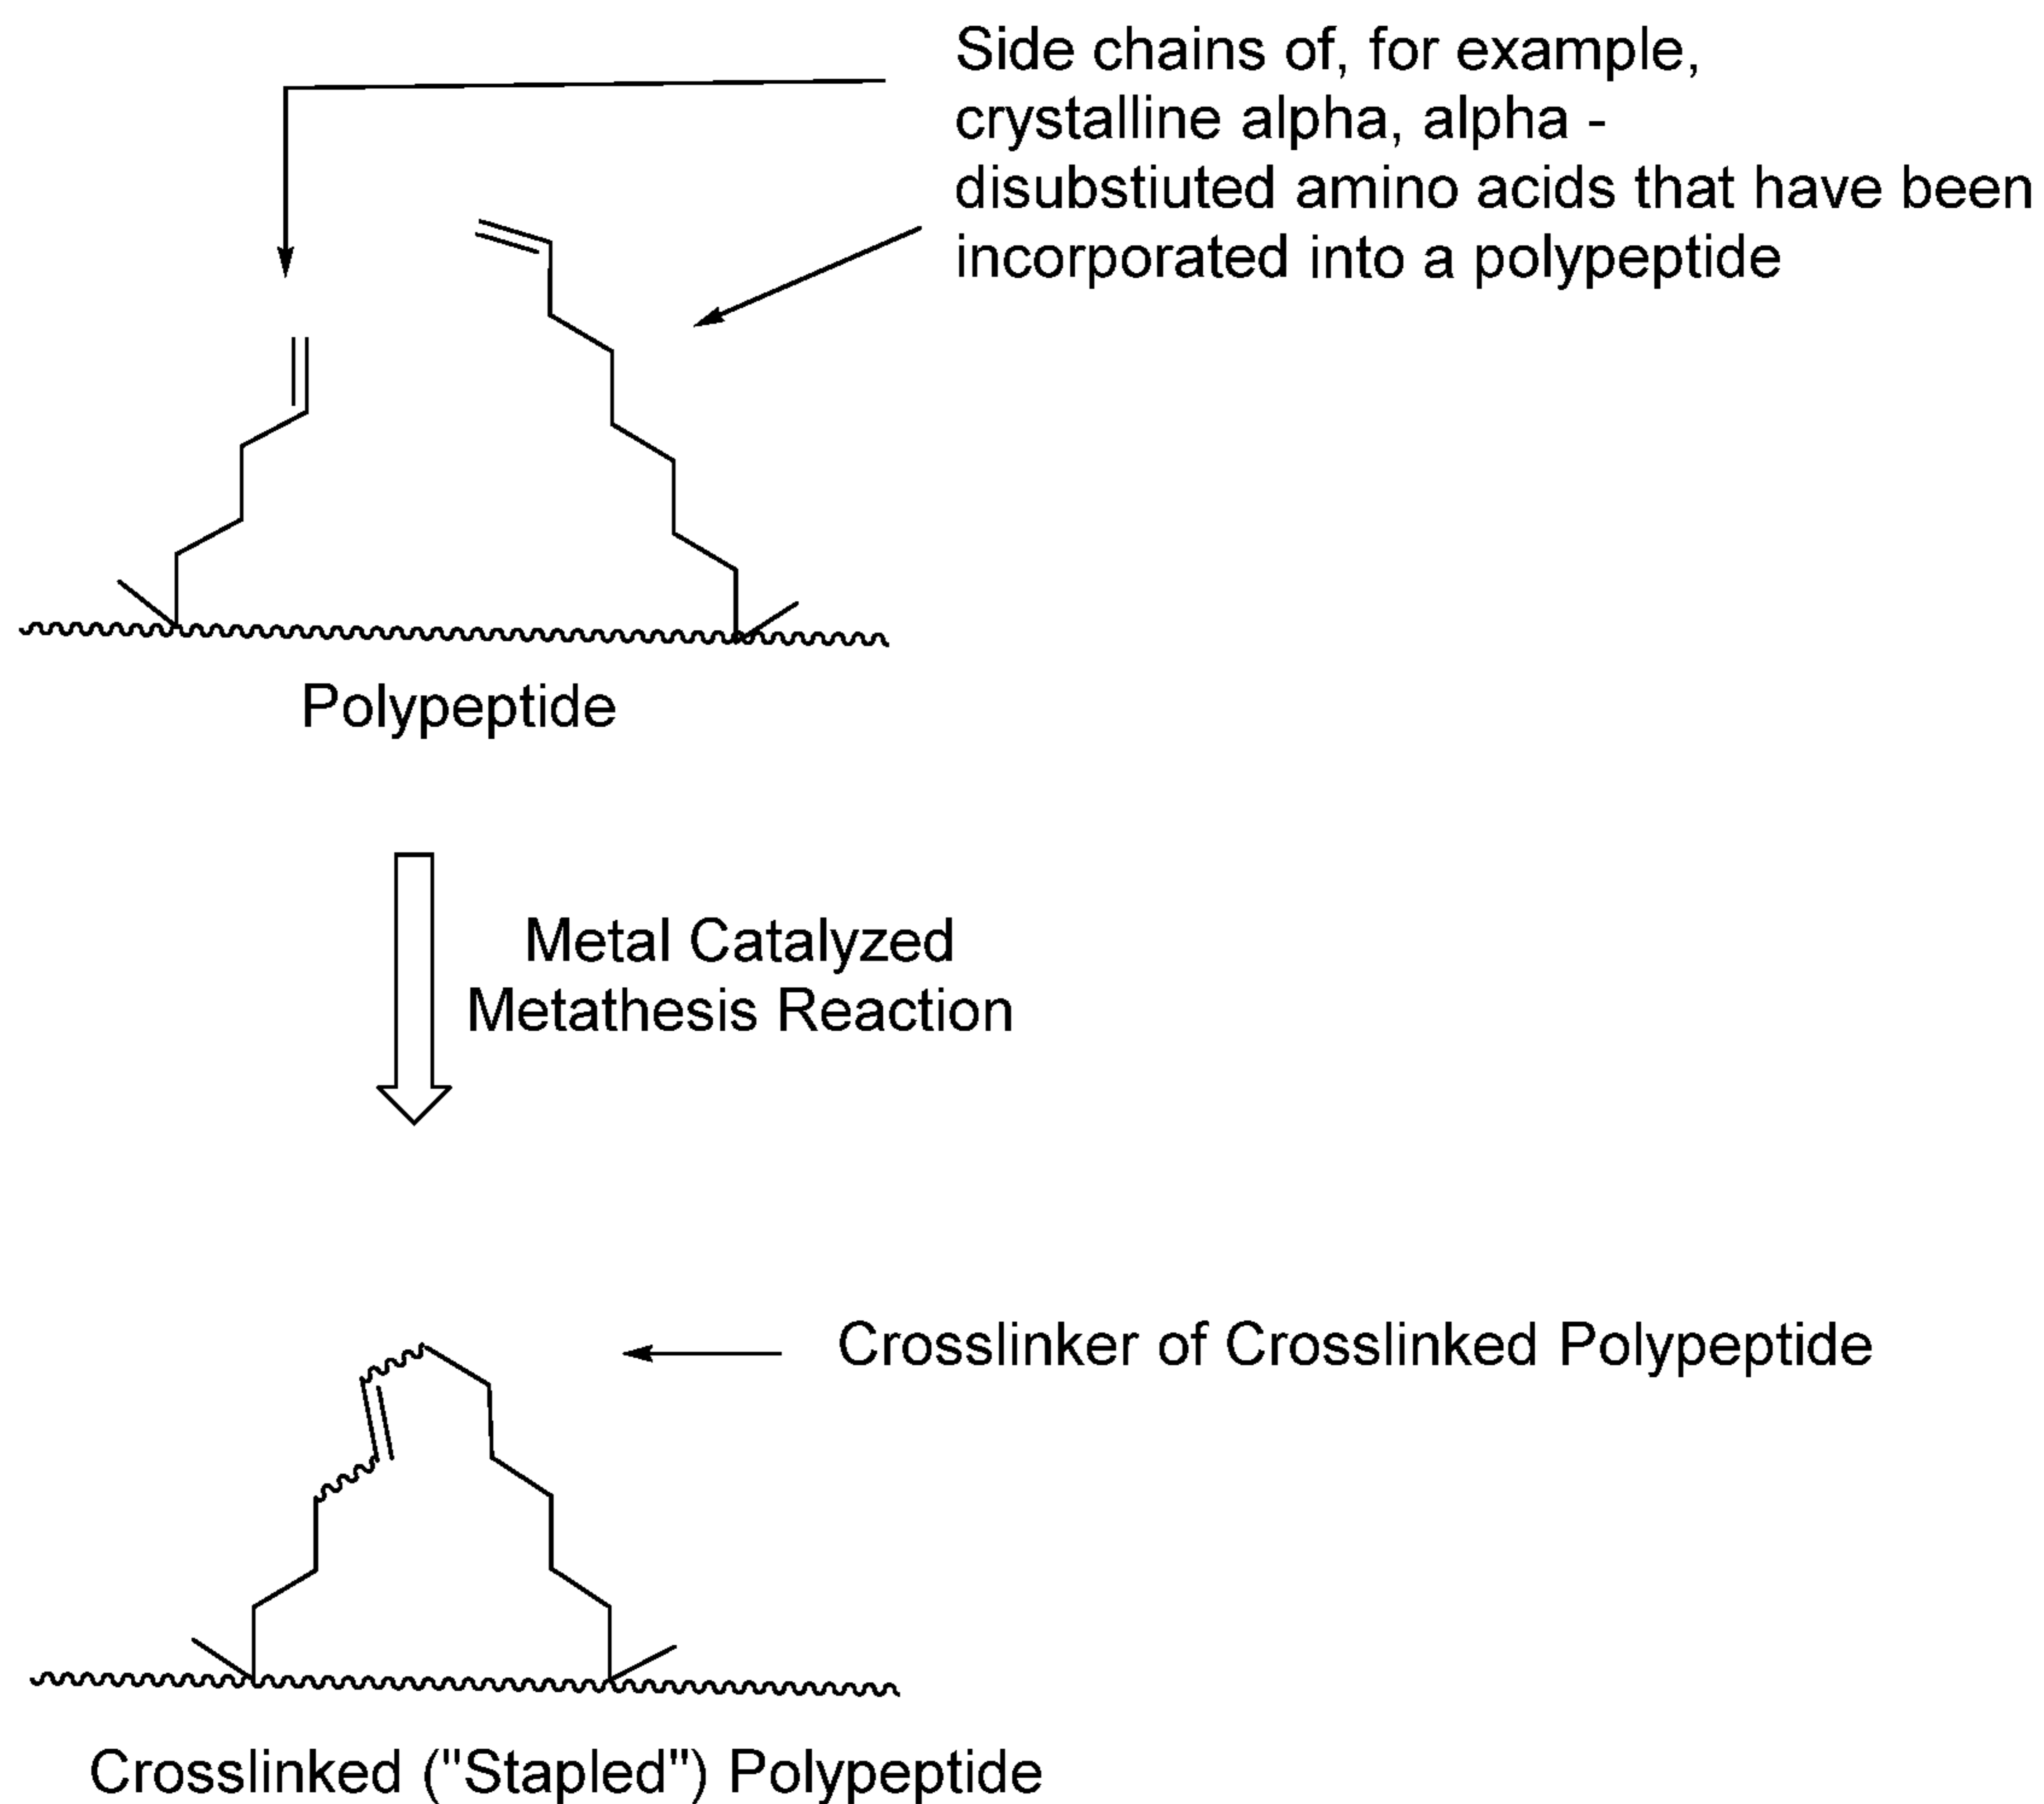 Side chains of, for example,
crystalline alpha, alpha -
disubstiuted amino acids that have been
incorporated into a polypeptide
Polypeptide
Metal Catalyzed
Metathesis Reaction
Crosslinker of Crosslinked Polypeptide
Crosslinked ("Stapled") Polypeptide